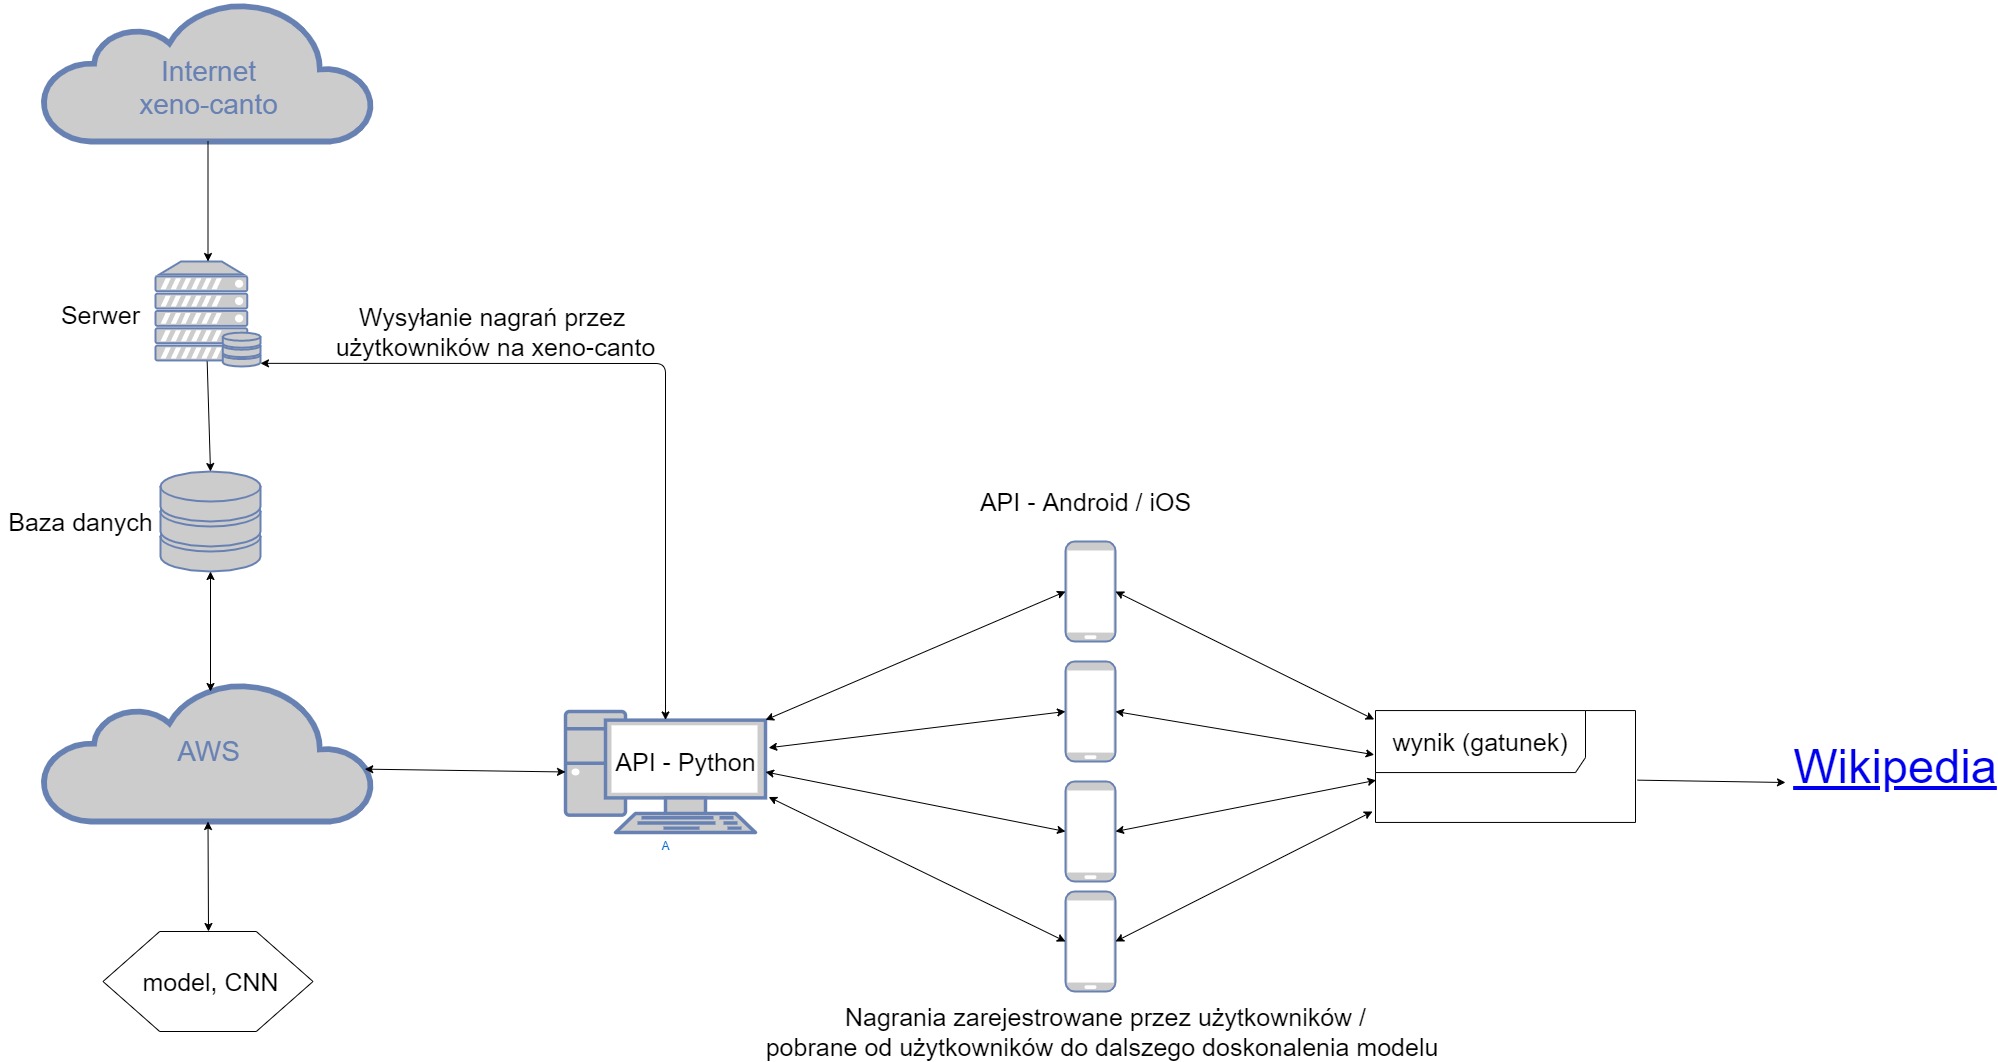 Internet
xeno-canto
Serwer
Wysyłanie nagrań przez
użytkowników na xeno-canto
Baza danych
API - Android / iOS
AWS
API - Python
A
wynik (gatunek)
Wikipedia
model, CNN
Nagrania zarejestrowane przez użytkowników /
pobrane od użytkowników do dalszego doskonalenia modelu